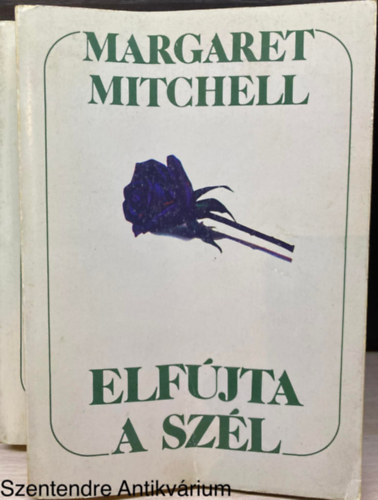 MARGARET
MITCHELL
ELFÚJTA
A SZÉL
Szentendre Antikvárium